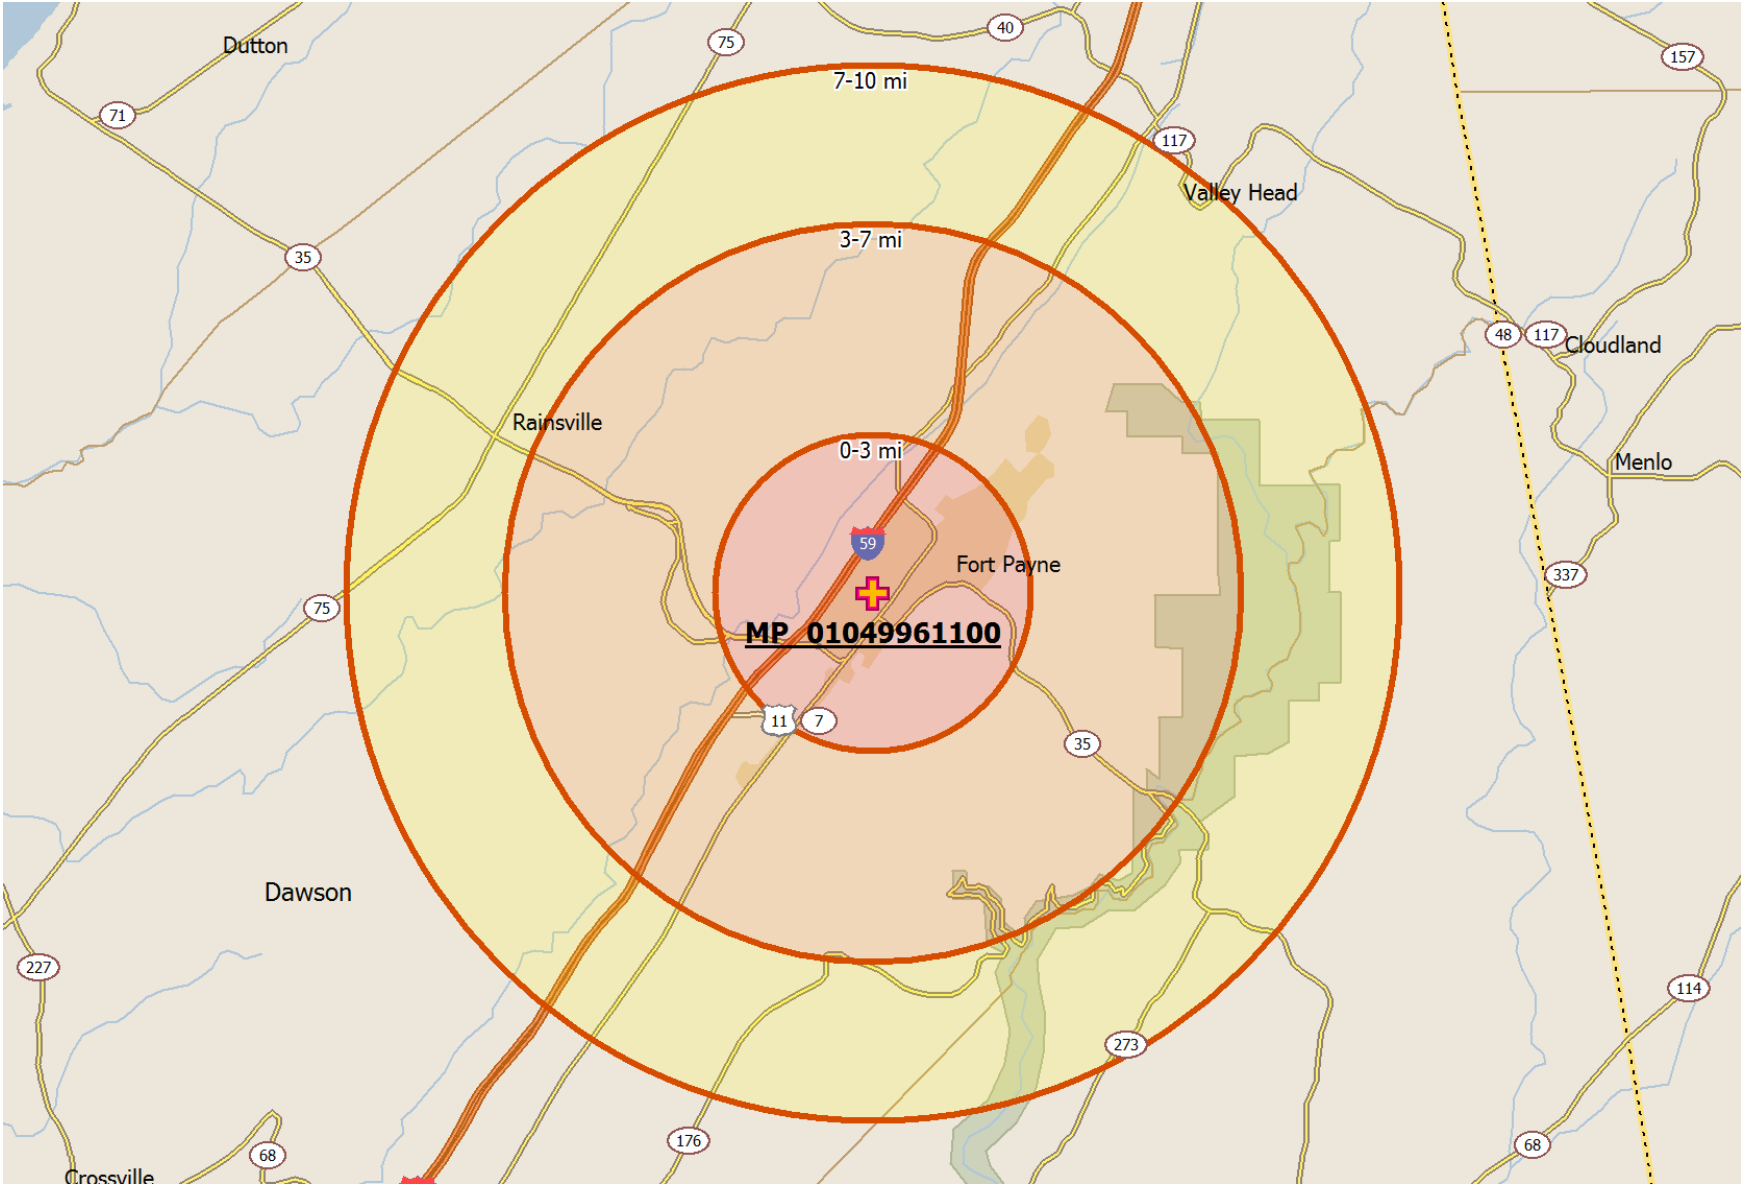 40
Dutton
75
157
7-10 mi
71
117
Valley Head
3-7 mi
35
48
117
Cloudland
Rainsville
0-3 mi
Menlo
59
Fort Payne
337
75
MP 01049961100
11
7
35
Dawson
227
114
273
176
68
68
Crossville